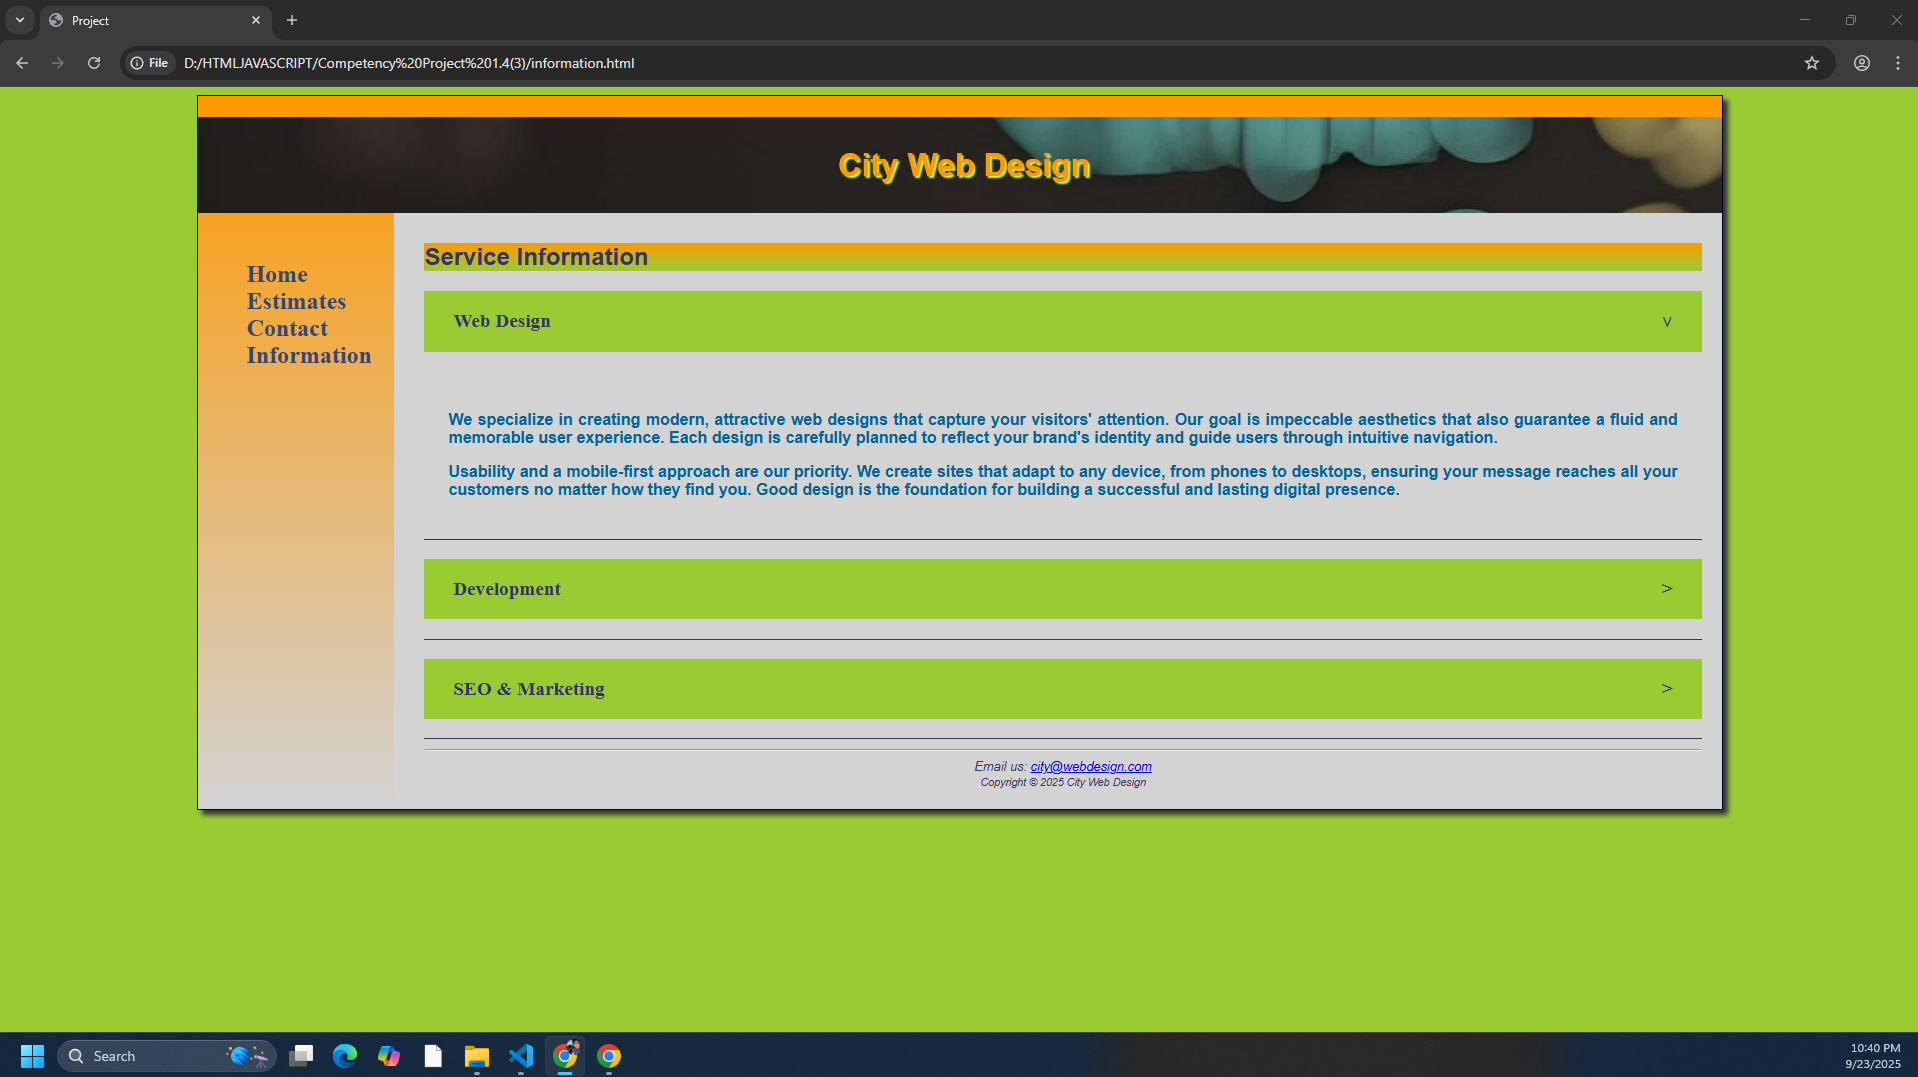 Project
File
D:/HTMLJAVASCRIPT/Competency%20Project%201.4(3)/information.html
City Web Design
Home
Estimates
Contact
Information
Service Information
Web Design
>
We specialize in creating modern, attractive web designs that capture your visitors' attention. Our goal is impeccable aesthetics that also guarantee a fluid and
memorable user experience. Each design is carefully planned to reflect your brand's identity and guide users through intuitive navigation.
Usability and a mobile-first approach are our priority. We create sites that adapt to any device, from phones to desktops, ensuring your message reaches all your
customers no matter how they find you. Good design is the foundation for building a successful and lasting digital presence.
Development
>
SEO & Marketing
>
Email us: city@webdesign.com
Copyright © 2025 City Web Design
Search
10:40 PM
9/23/2025